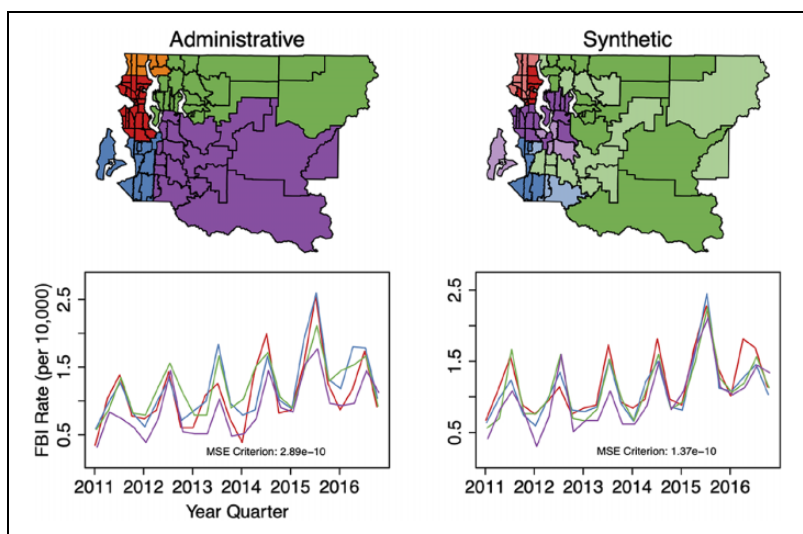 Administrative
Synthetic
FBI Rate (per 10,000)
2.5
1.5
0.5
MSE Criterion: 2.89e−10
2011 2012 2013 2014 2015 2016
Year Quarter
2.5
1.5
0.5
MSE Criterion: 1.37e−10
2011 2012 2013 2014 2015 2016